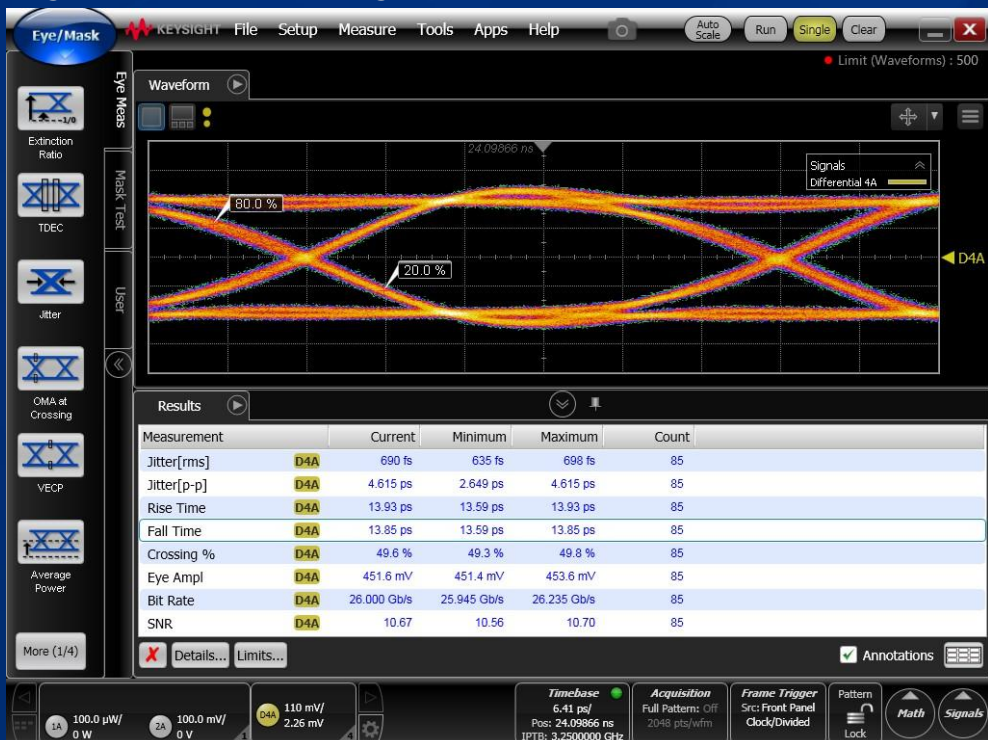 Eye/Mask
KEYSIGHT File Setup Measure Tools Apps Help
Auto Scale
Run
Single
Clear
Limit (Waveforms) : 500
Extinction
Ratio
TDEC
Jitter
OMA at
Crossing
VECP
Average
Power
More (1/4)
Eye Meas
Mask Test
User
Waveform
24.09866 ns
Signals
Differential 4A
80.0 %
20.0 %
D4A
Results
Measurement Current Minimum Maximum Count
Jitter[rms] D4A 690 fs 635 fs 698 fs 85
Jitter[p-p] D4A 4.615 ps 2.649 ps 4.615 ps 85
Rise Time D4A 13.93 ps 13.59 ps 13.93 ps 85
Fall Time D4A 13.85 ps 13.59 ps 13.85 ps 85
Crossing % D4A 49.6 % 49.3 % 49.8 % 85
Eye Ampl D4A 451.6 mV 451.4 mV 453.6 mV 85
Bit Rate D4A 26.000 Gb/s 25.945 Gb/s 26.235 Gb/s 85
SNR D4A 10.67 10.56 10.70 85
Details... Limits... Annotations
1A 100.0 µW/
0 W
1
2A 100.0 mV/
0 V
2
D4A 110 mV/
2.26 mV
4
Timebase
6.41 ps/
Pos: 24.09866 ns
IPTB: 3.2500000 GHz
Acquisition
Full Pattern: Off
2048 pts/wfm
Frame Trigger
Src: Front Panel
Clock/Divided
Pattern
Lock
Math
Signals